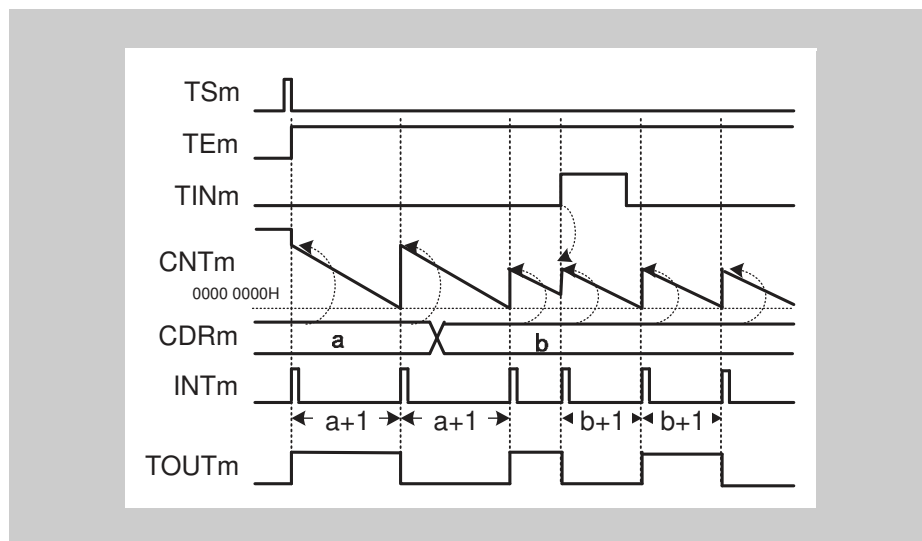 TSm
TEm
TINm
CNTm
0000 0000H
CDRm
a
b
INTm
a+1 a+1 b+1 b+1
TOUTm